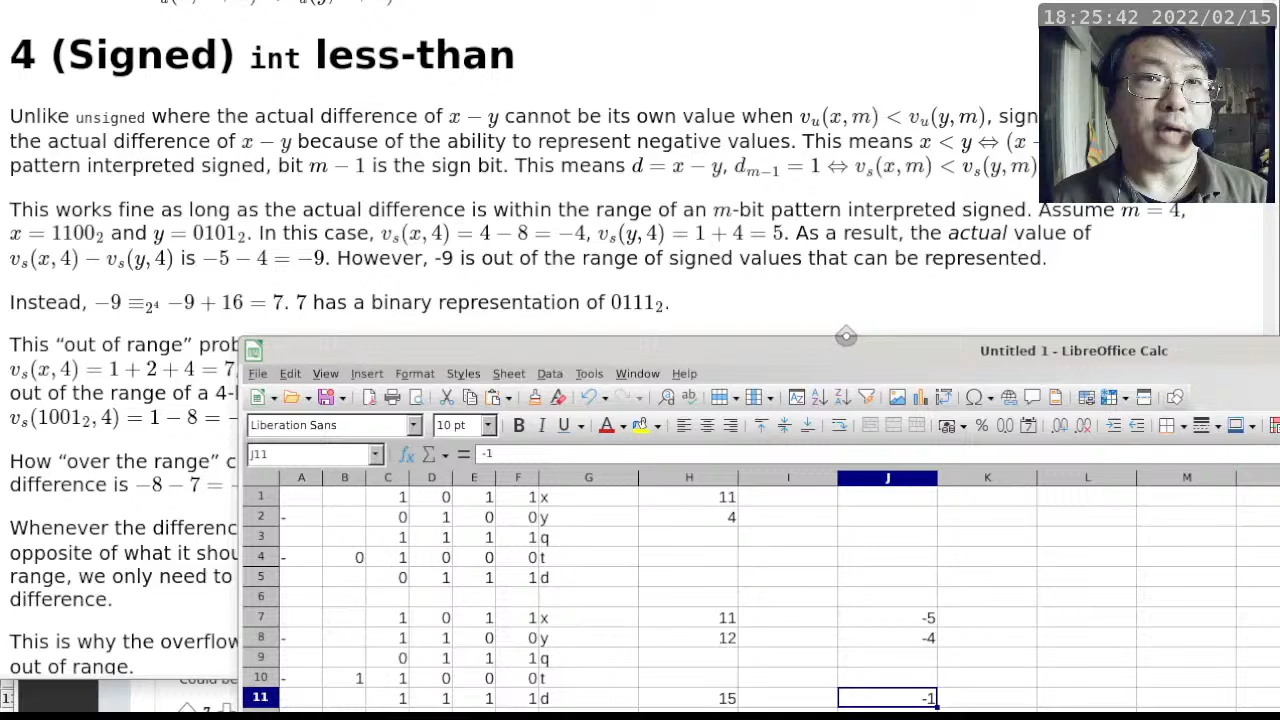 18:25:42 2022/02/15
4 (Signed) int less-than
Unlike unsigned where the actual difference of x − y cannot be its own value when v_u(x, m) < v_u(y, m), sign
the actual difference of x − y because of the ability to represent negative values. This means x < y ⇔ (x −
pattern interpreted signed, bit m − 1 is the sign bit. This means d = x − y, d_{m−1} = 1 ⇔ v_s(x, m) < v_s(y, m)
This works fine as long as the actual difference is within the range of an m-bit pattern interpreted signed. Assume m = 4,
x = 1100₂ and y = 0101₂. In this case, v_s(x, 4) = 4 − 8 = −4, v_s(y, 4) = 1 + 4 = 5. As a result, the actual value of
v_s(x, 4) − v_s(y, 4) is −5 − 4 = −9. However, -9 is out of the range of signed values that can be represented.
Instead, −9 ≡_{2⁴} −9 + 16 = 7. 7 has a binary representation of 0111₂.
This “out of range” prob
v_s(x, 4) = 1 + 2 + 4 = 7,
out of the range of a 4-
v_s(1001₂, 4) = 1 − 8 = −
How “over the range” c
difference is −8 − 7 = −
Whenever the differenc
opposite of what it shou
range, we only need to
difference.
This is why the overflow
out of range.
Untitled 1 - LibreOffice Calc
File Edit View Insert Format Styles Sheet Data Tools Window Help
Liberation Sans 10 pt
J11 -1
A B C D E F G H I J K L M
1 1 0 1 1 x 11
2 - 0 1 0 0 y 4
3 1 1 1 1 q
4 - 0 1 0 0 0 t
5 0 1 1 1 d
6
7 1 0 1 1 x 11 -5
8 - 1 1 0 0 y 12 -4
9 0 1 1 1 q
10 - 1 1 0 0 0 t
11 1 1 1 1 d 15 -1